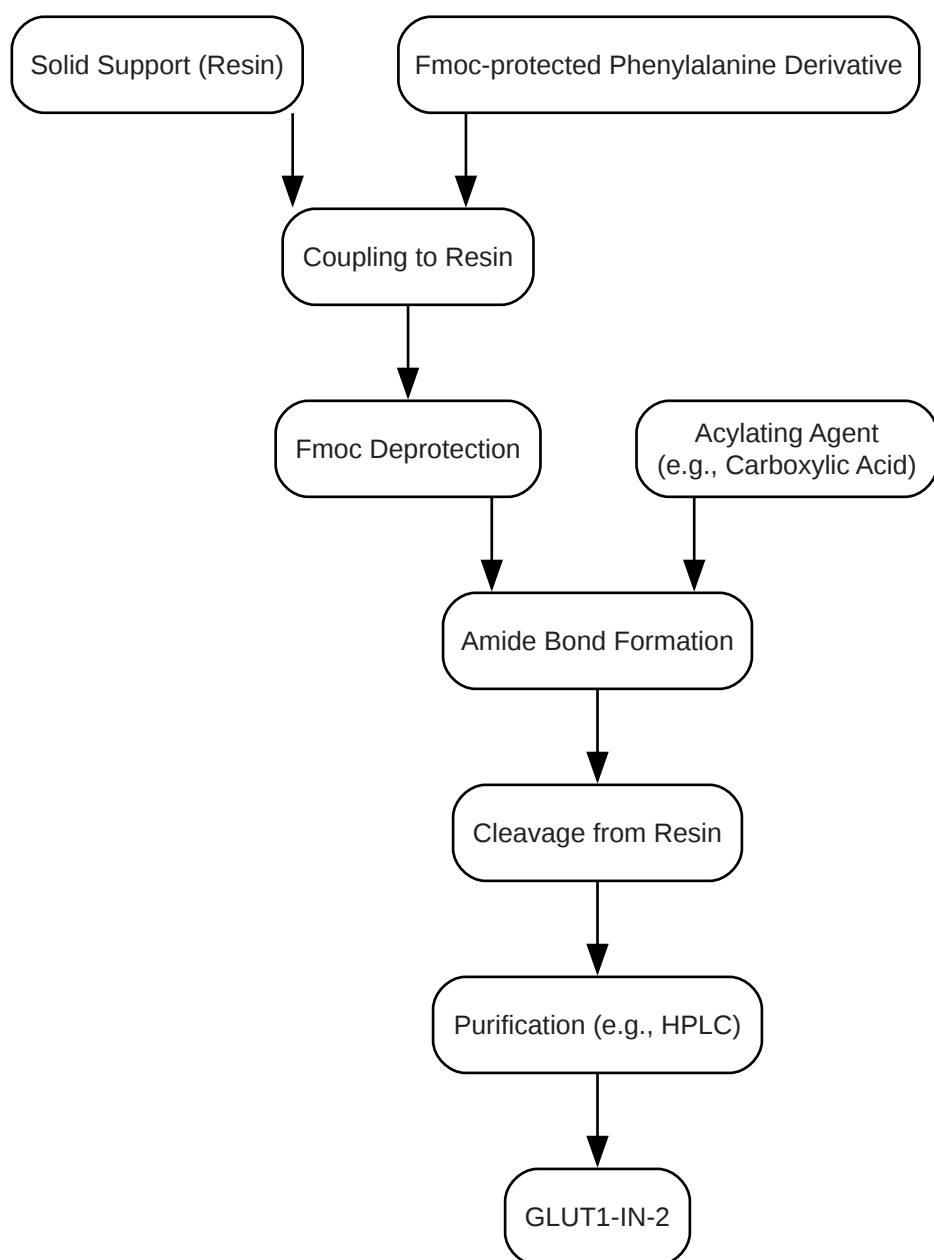 Solid Support (Resin)
Fmoc-protected Phenylalanine Derivative
Coupling to Resin
Fmoc Deprotection
Acylating Agent
(e.g., Carboxylic Acid)
Amide Bond Formation
Cleavage from Resin
Purification (e.g., HPLC)
GLUT1-IN-2